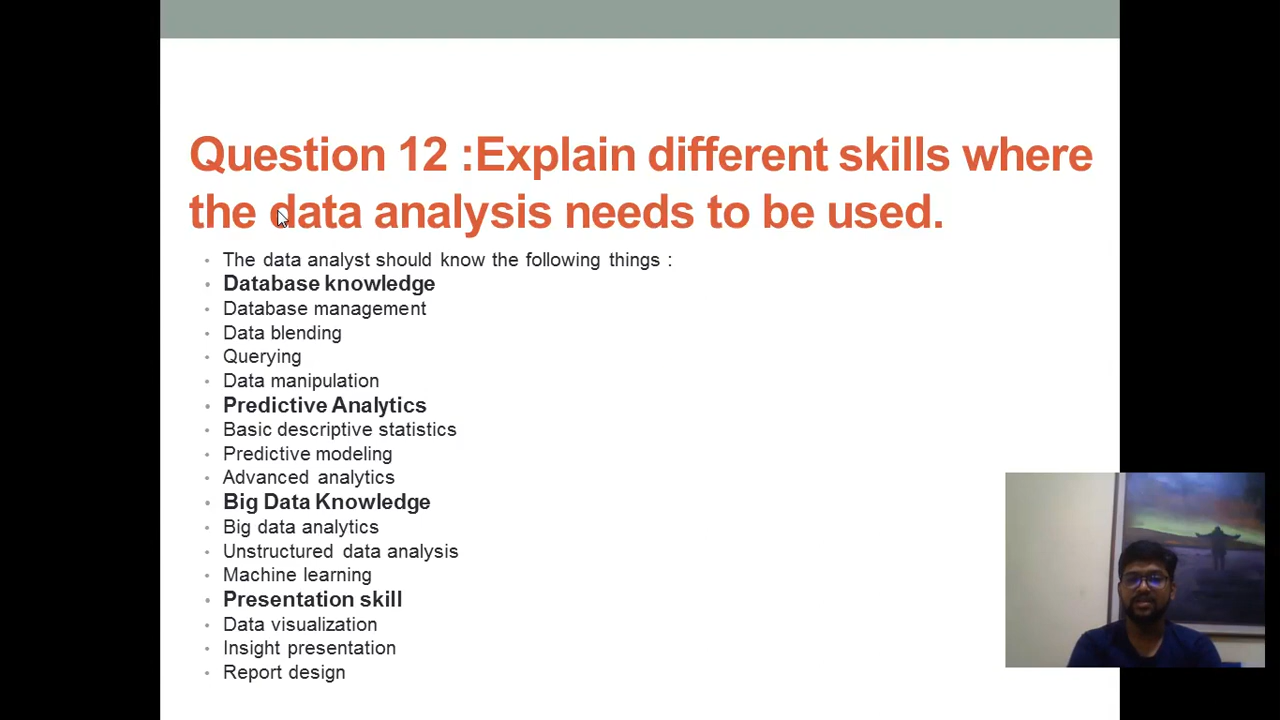 Question 12 :Explain different skills where
the data analysis needs to be used.
The data analyst should know the following things :
Database knowledge
Database management
Data blending
Querying
Data manipulation
Predictive Analytics
Basic descriptive statistics
Predictive modeling
Advanced analytics
Big Data Knowledge
Big data analytics
Unstructured data analysis
Machine learning
Presentation skill
Data visualization
Insight presentation
Report design